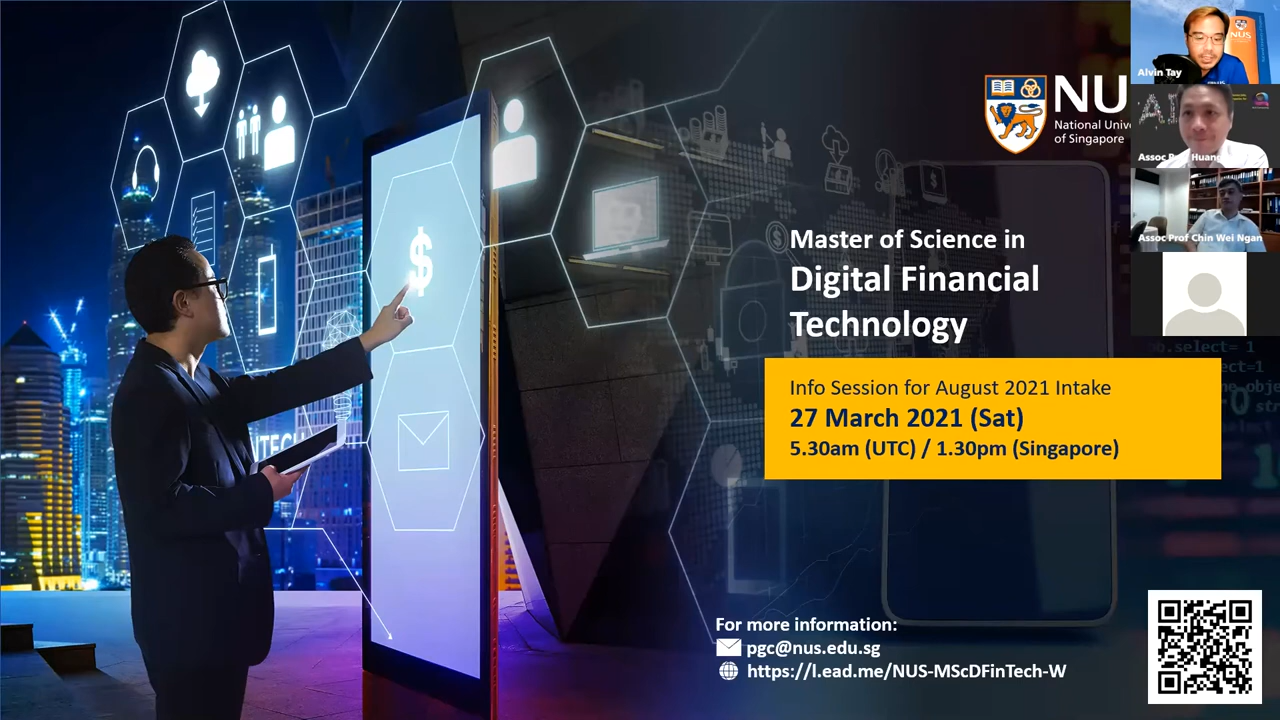 NUS
Alvin Tay
NU
National Univ
of Singapore
Assoc Prof Huang
Assoc Prof Chin Wei Ngan
Master of Science in
Digital Financial
Technology
Info Session for August 2021 Intake
27 March 2021 (Sat)
5.30am (UTC) / 1.30pm (Singapore)
For more information:
pgc@nus.edu.sg
https://l.ead.me/NUS-MScDFinTech-W